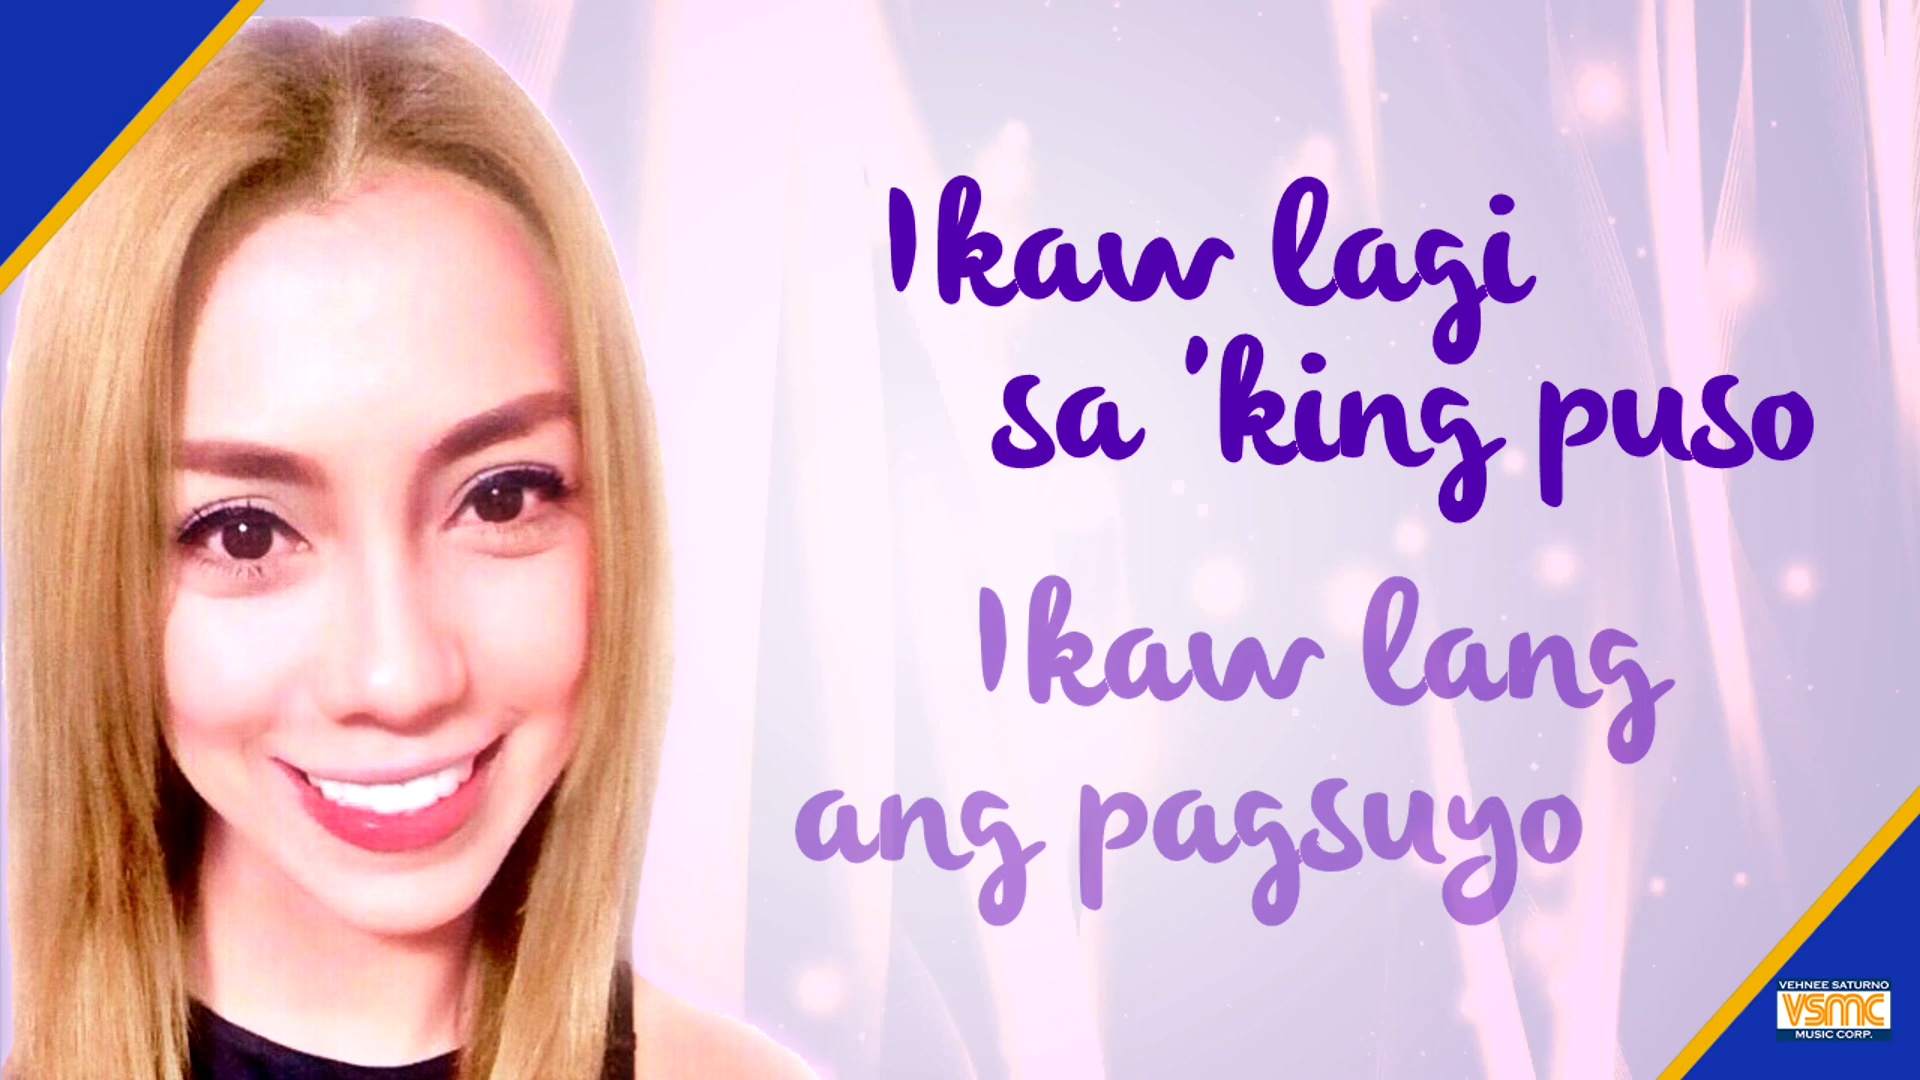 Ikaw lagi
sa 'king puso
Ikaw lang
ang pagsuyo
VEHNEE SATURNO
VSMC
MUSIC CORP.